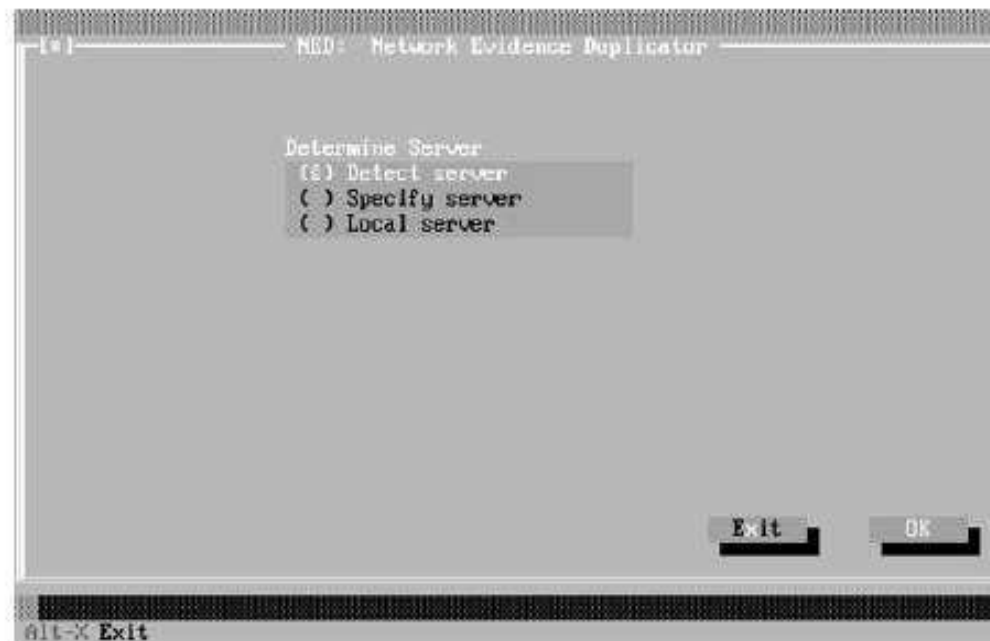 [■] NED: Network Evidence Duplicator
Determine Server
(•) Detect server
( ) Specify server
( ) Local server
Exit OK
Alt-X Exit